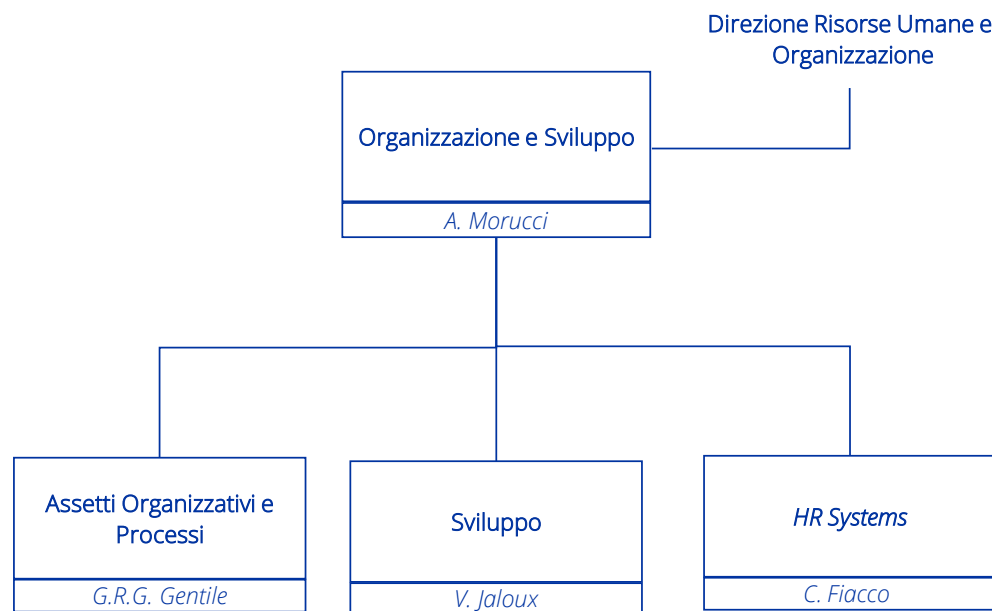 Direzione Risorse Umane e
Organizzazione
Organizzazione e Sviluppo
A. Morucci
Assetti Organizzativi e
Processi
G.R.G. Gentile
Sviluppo
V. Jaloux
HR Systems
C. Fiacco